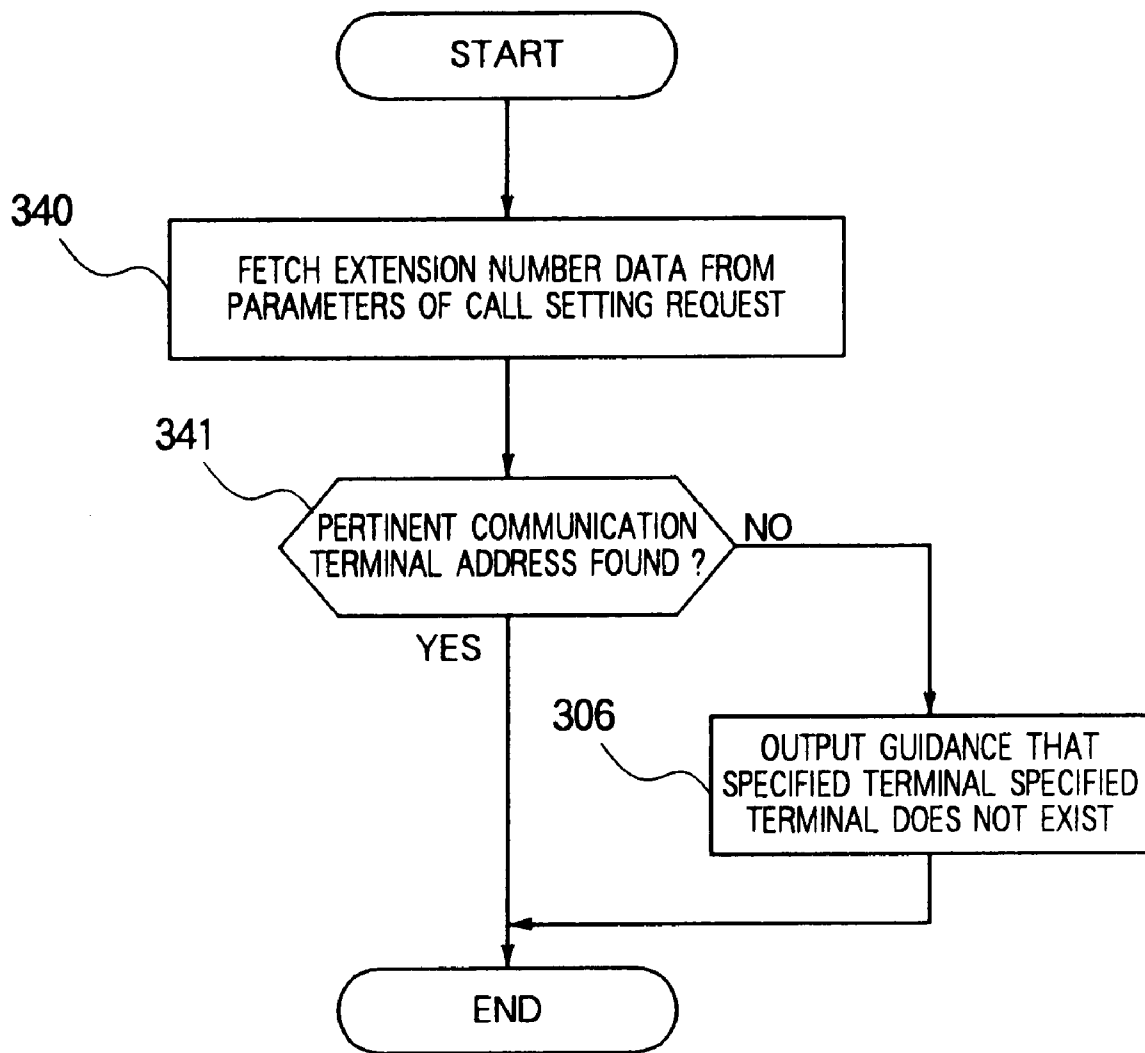 START
340
FETCH EXTENSION NUMBER DATA FROM
PARAMETERS OF CALL SETTING REQUEST
341
PERTINENT COMMUNICATION
TERMINAL ADDRESS FOUND ?
NO
YES
306
OUTPUT GUIDANCE THAT
SPECIFIED TERMINAL SPECIFIED
TERMINAL DOES NOT EXIST
END